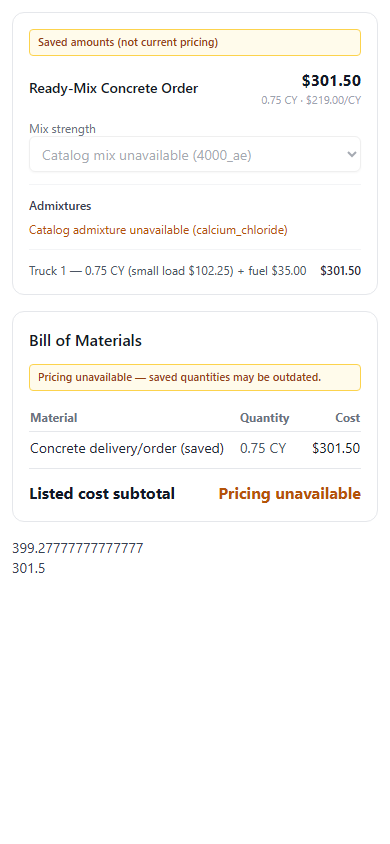 Saved amounts (not current pricing)
Ready-Mix Concrete Order
$301.50
0.75 CY · $219.00/CY
Mix strength
Catalog mix unavailable (4000_ae)
Admixtures
Catalog admixture unavailable (calcium_chloride)
Truck 1 — 0.75 CY (small load $102.25) + fuel $35.00 $301.50
Bill of Materials
Pricing unavailable — saved quantities may be outdated.
Material Quantity Cost
Concrete delivery/order (saved) 0.75 CY $301.50
Listed cost subtotal Pricing unavailable
399.27777777777777
301.5